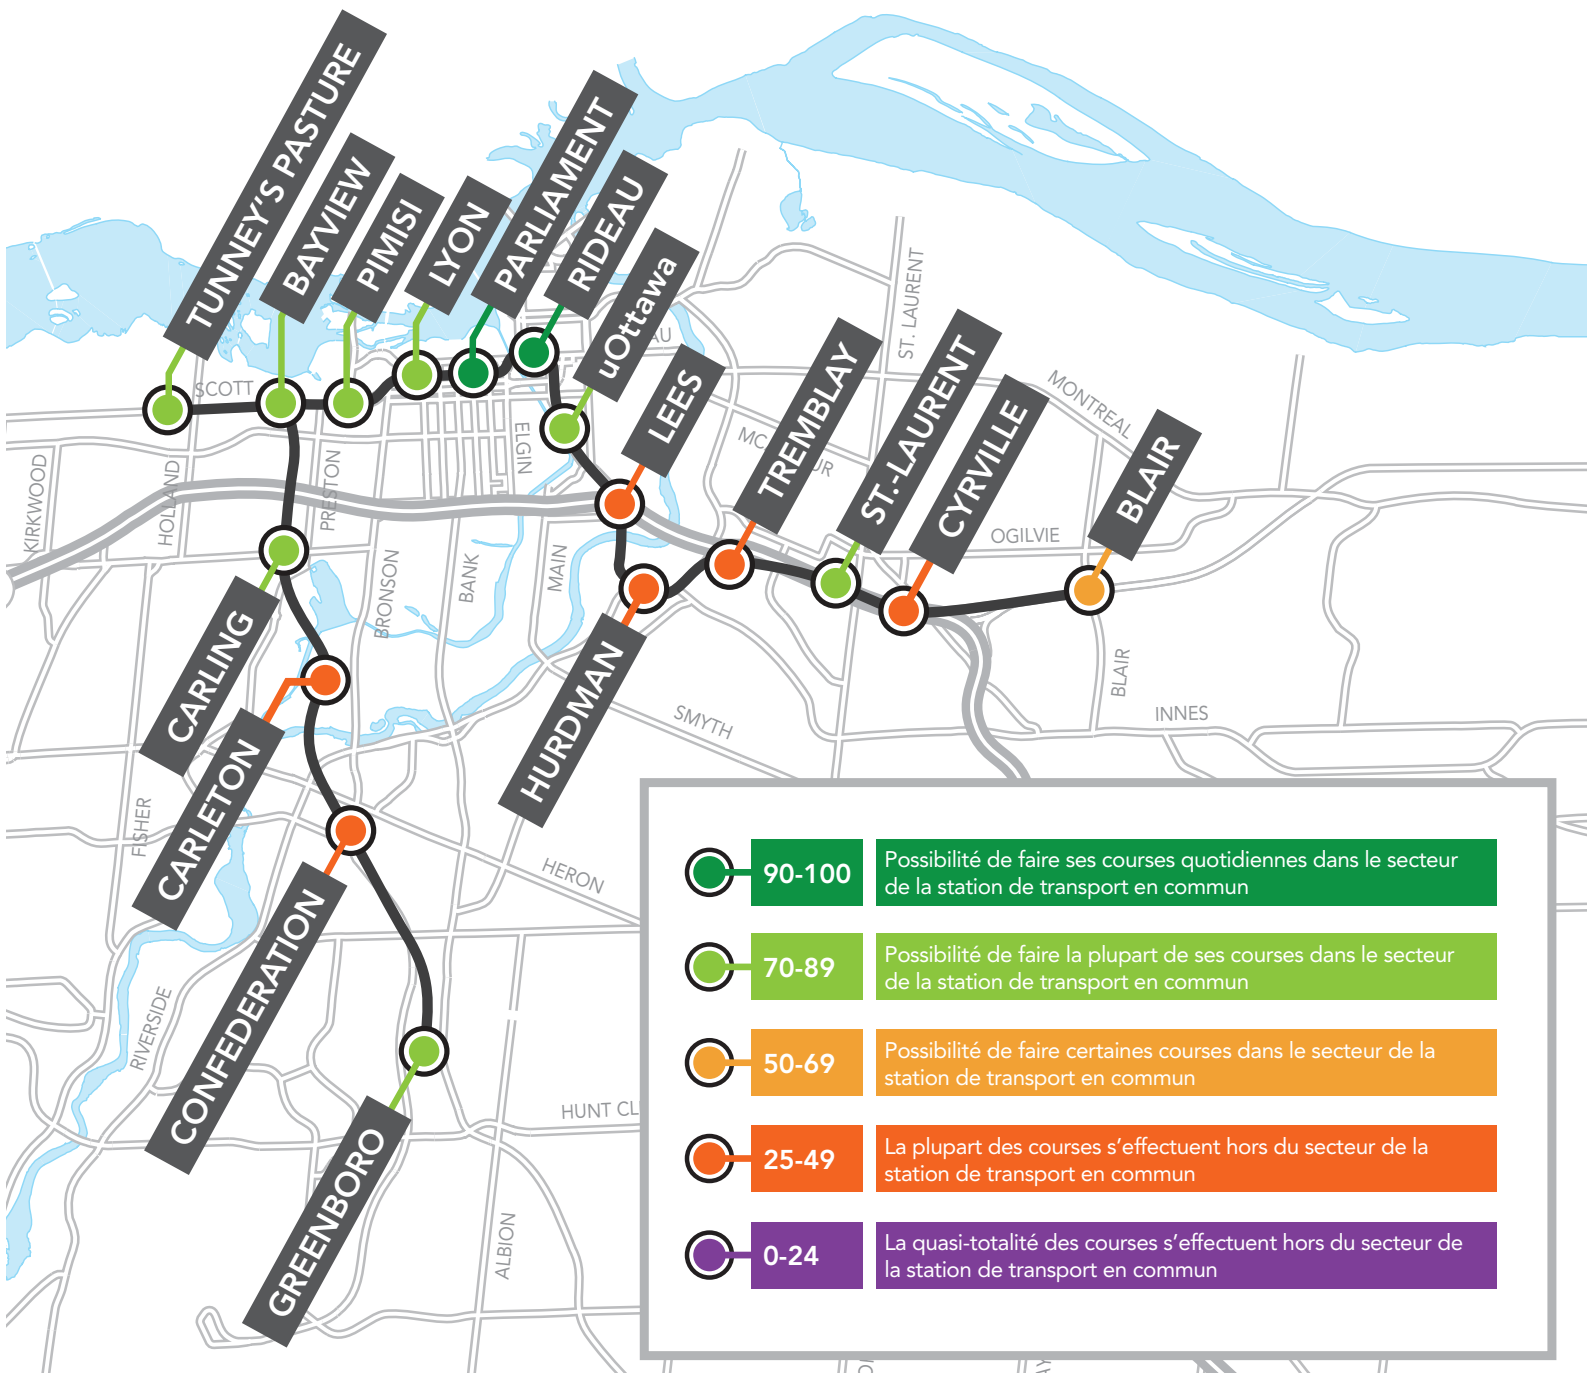 TUNNEY'S PASTURE
BAYVIEW
PIMISI
LYON
PARLIAMENT
RIDEAU
uOttawa
LEES
TREMBLAY
ST.-LAURENT
CYRVILLE
BLAIR
CARLING
CARLETON
CONFEDERATION
GREENBORO
HURDMAN
SCOTT
KIRKWOOD
HOLLAND
PRESTON
BRONSON
BANK
ELGIN
MAIN
ST. LAURENT
MONTREAL
OGILVIE
BLAIR
INNES
SMYTH
HERON
FISHER
RIVERSIDE
HUNT CL
ALBION
90-100
Possibilité de faire ses courses quotidiennes dans le secteur
de la station de transport en commun
70-89
Possibilité de faire la plupart de ses courses dans le secteur
de la station de transport en commun
50-69
Possibilité de faire certaines courses dans le secteur de la
station de transport en commun
25-49
La plupart des courses s’effectuent hors du secteur de la
station de transport en commun
0-24
La quasi-totalité des courses s’effectuent hors du secteur de
la station de transport en commun